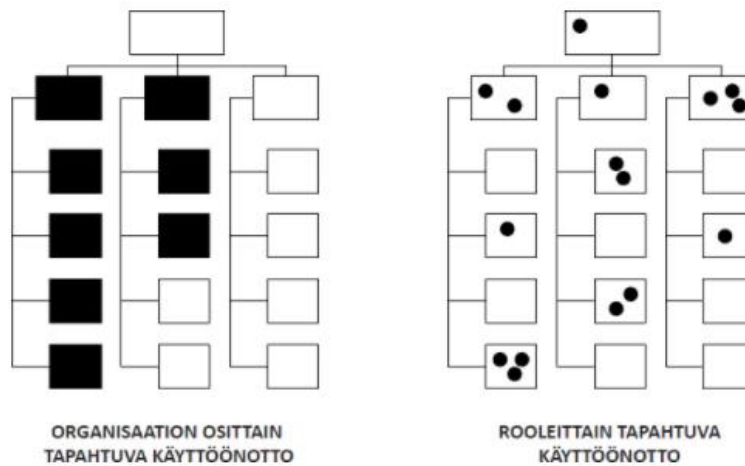 ORGANISAATION OSITTAIN
TAPAHTUVA KÄYTTÖÖNOTTO
ROOLEITTAIN TAPAHTUVA
KÄYTTÖÖNOTTO